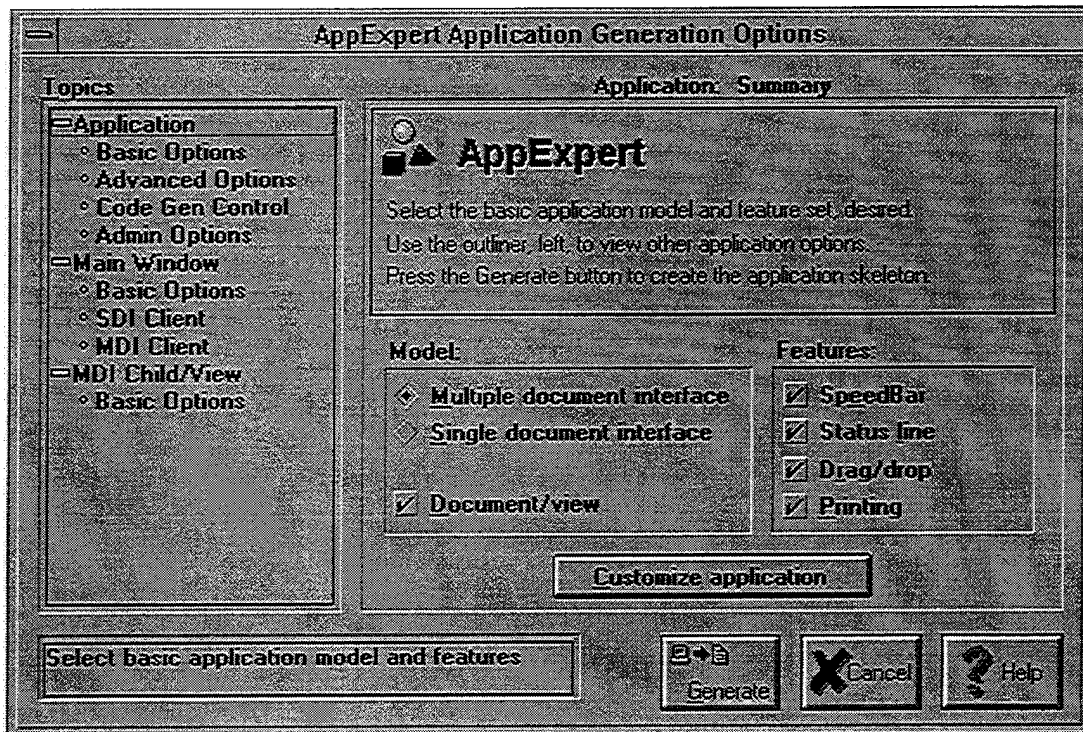 AppExpert Application Generation Options
Topics
Application
Basic Options
Advanced Options
Code Gen Control
Admin Options
Main Window
Basic Options
SDI Client
MDI Client
MDI Child/View
Basic Options
Application: Summary
AppExpert
Select the basic application model and feature set, desired.
Use the outliner, left, to view other application options.
Press the Generate button to create the application skeleton.
Model:
Multiple document interface
Single document interface
Document/view
Features:
SpeedBar
Status line
Drag/drop
Printing
Customize application
Select basic application model and features
Generate
Cancel
Help